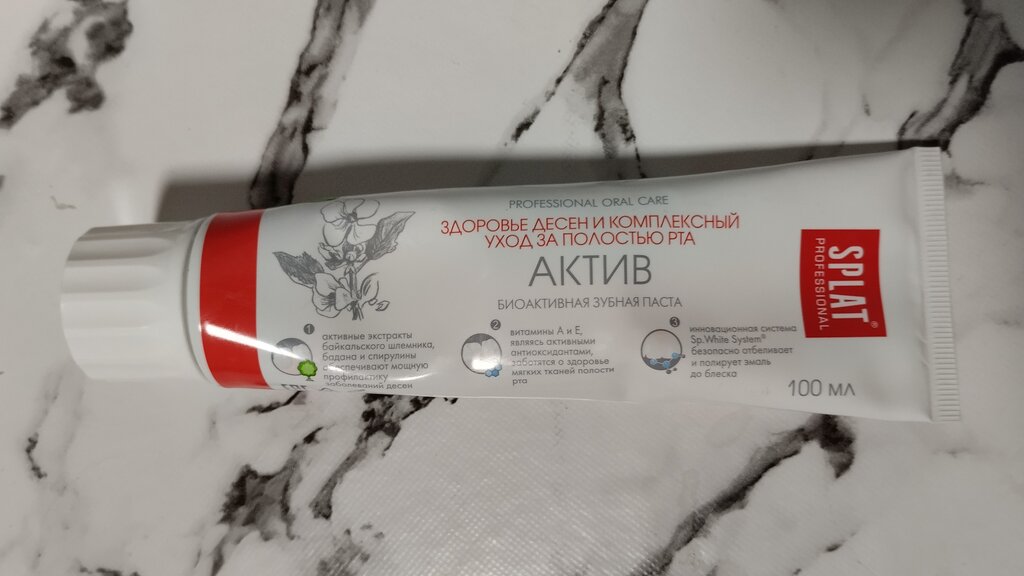 PROFESSIONAL ORAL CARE
ЗДОРОВЬЕ ДЕСЕН И КОМПЛЕКСНЫЙ
УХОД ЗА ПОЛОСТЬЮ РТА
АКТИВ
БИОАКТИВНАЯ ЗУБНАЯ ПАСТА
1
активные экстракты
байкальского шлемника,
бадана и спирулины
обеспечивают мощную
профилактику
заболеваний десен
2
витамины А и Е,
являясь активными
антиоксидантами,
заботятся о здоровье
мягких тканей полости
рта
3
инновационная система
Sp.White System®
безопасно отбеливает
и полирует эмаль
до блеска
100 МЛ
SPLAT®
PROFESSIONAL